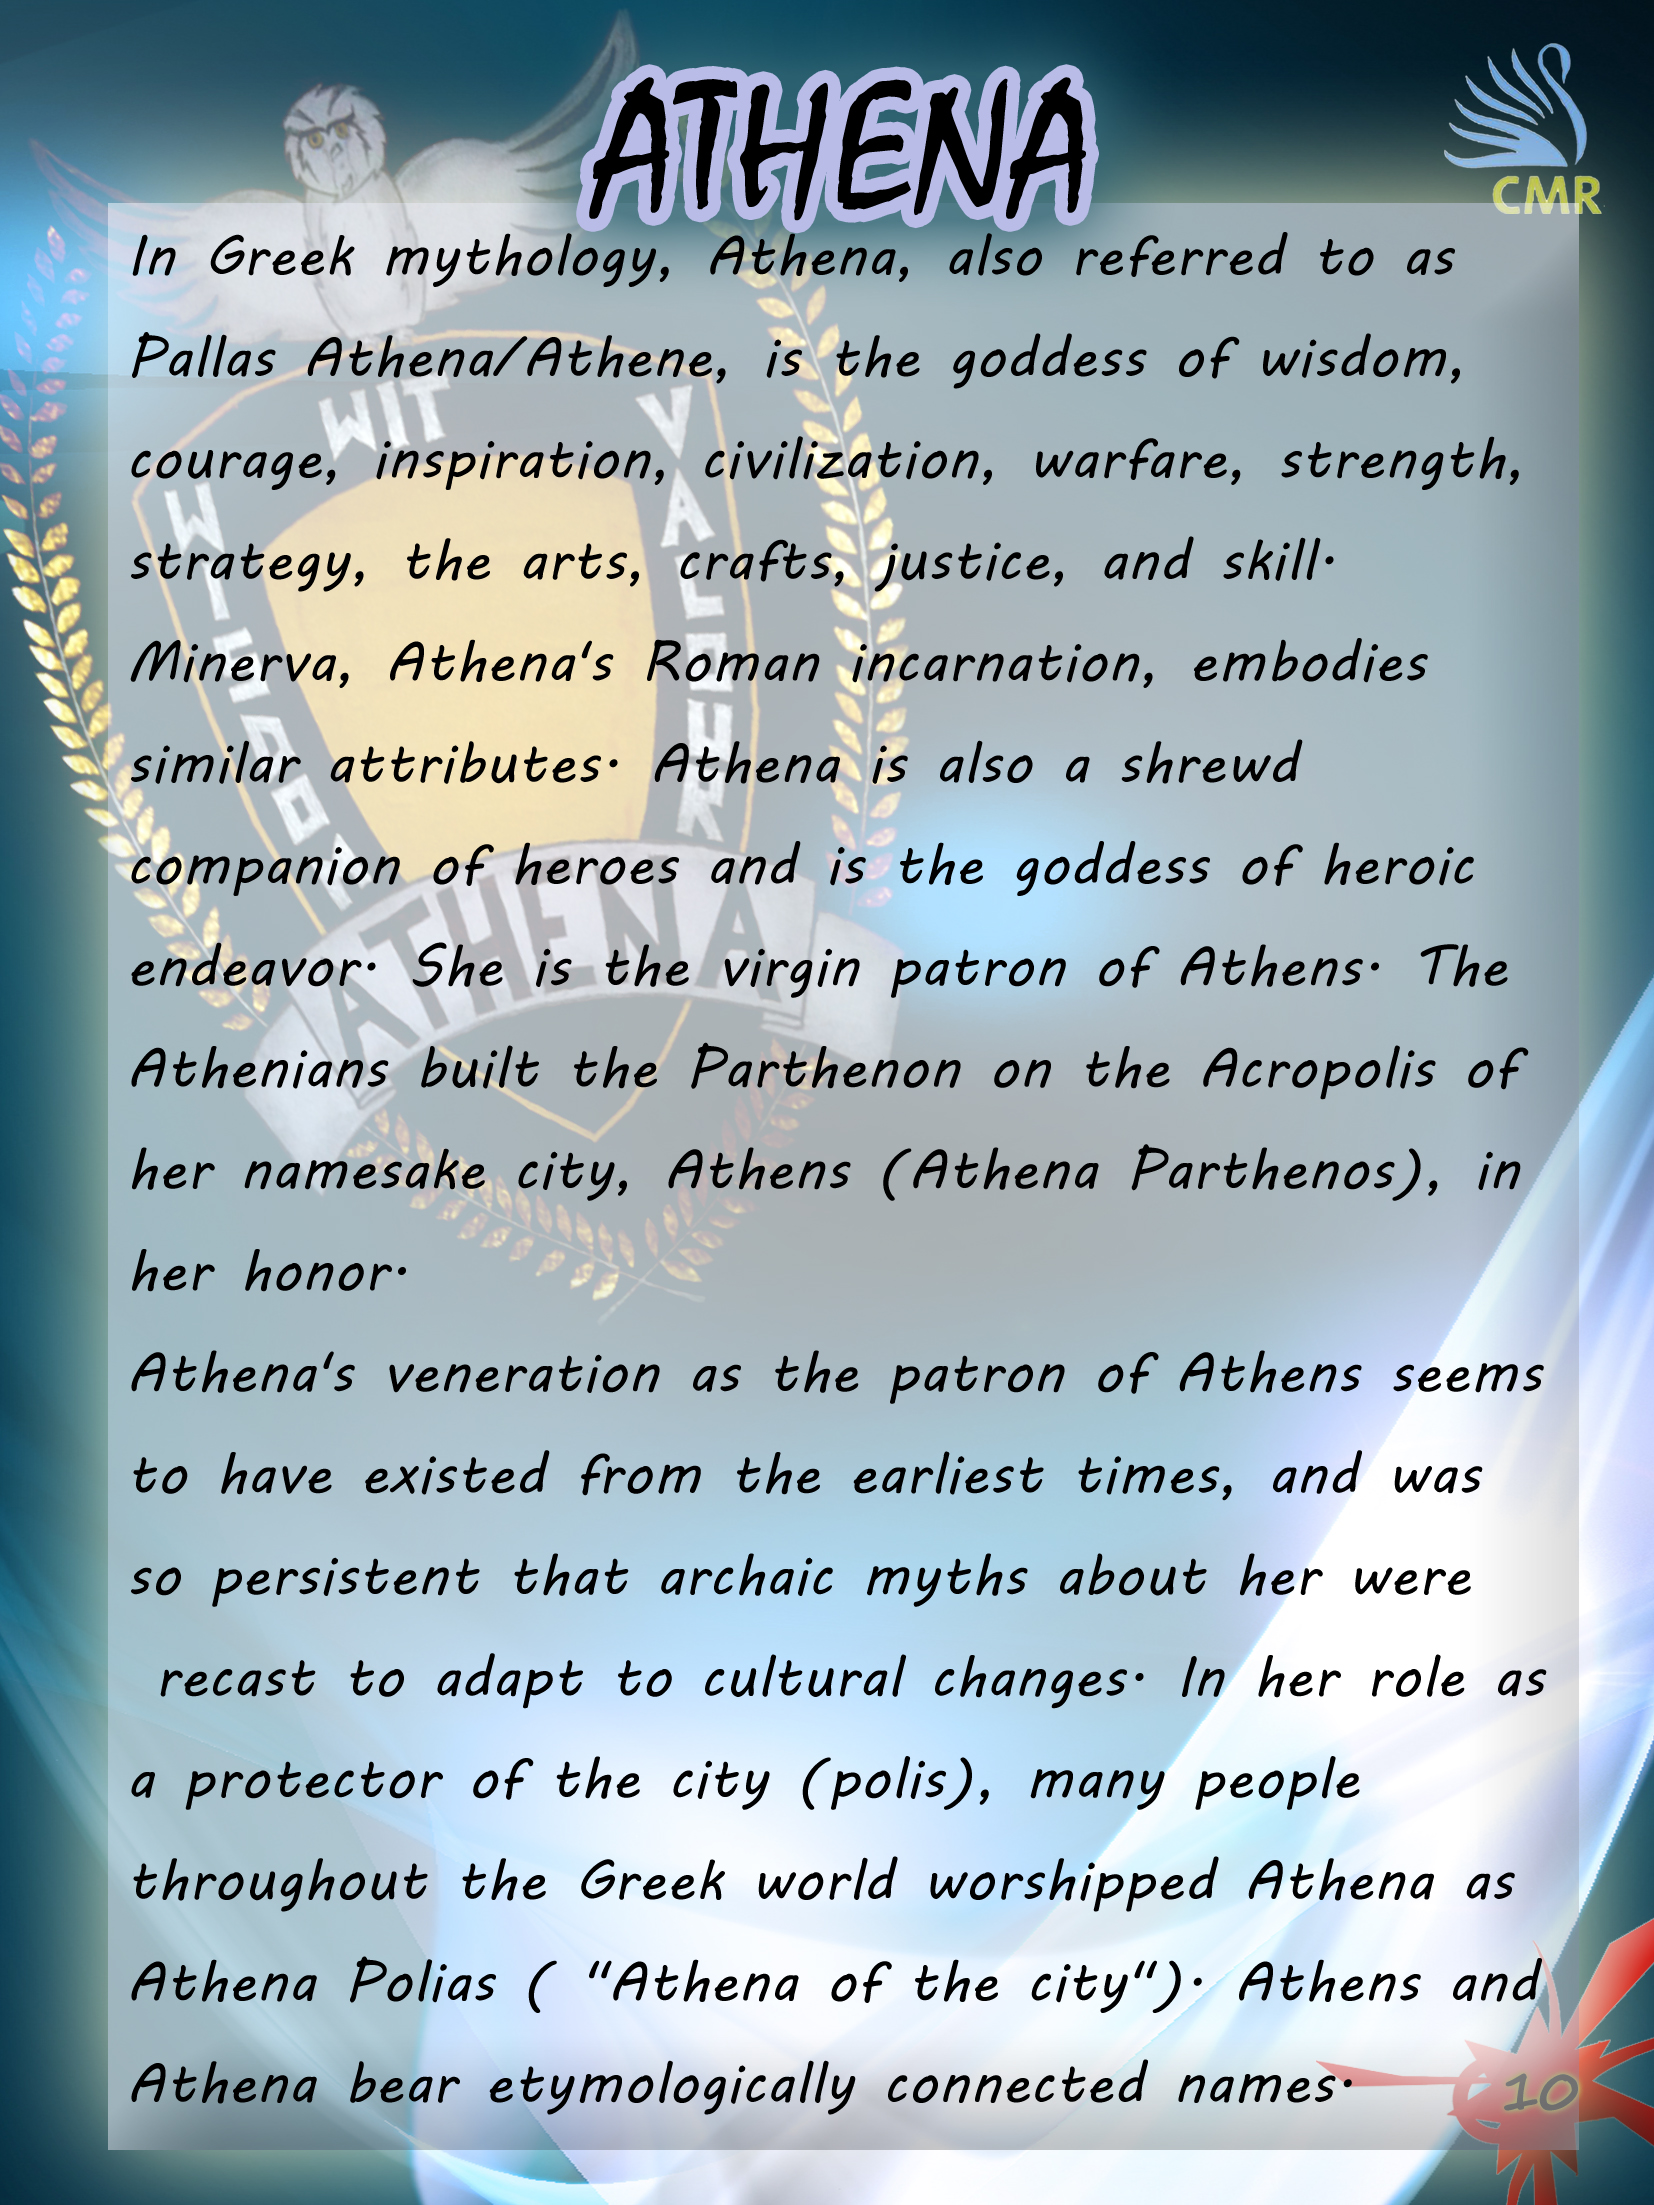 ATHENA
CMR
In Greek mythology, Athena, also referred to as
Pallas Athena/Athene, is the goddess of wisdom,
courage, inspiration, civilization, warfare, strength,
strategy, the arts, crafts, justice, and skill.
Minerva, Athena's Roman incarnation, embodies
similar attributes. Athena is also a shrewd
companion of heroes and is the goddess of heroic
endeavor. She is the virgin patron of Athens. The
Athenians built the Parthenon on the Acropolis of
her namesake city, Athens (Athena Parthenos), in
her honor.
Athena's veneration as the patron of Athens seems
to have existed from the earliest times, and was
so persistent that archaic myths about her were
recast to adapt to cultural changes. In her role as
a protector of the city (polis), many people
throughout the Greek world worshipped Athena as
Athena Polias ( "Athena of the city"). Athens and
Athena bear etymologically connected names.
WIT
VALOUR
WISDOM
ATHENA
10